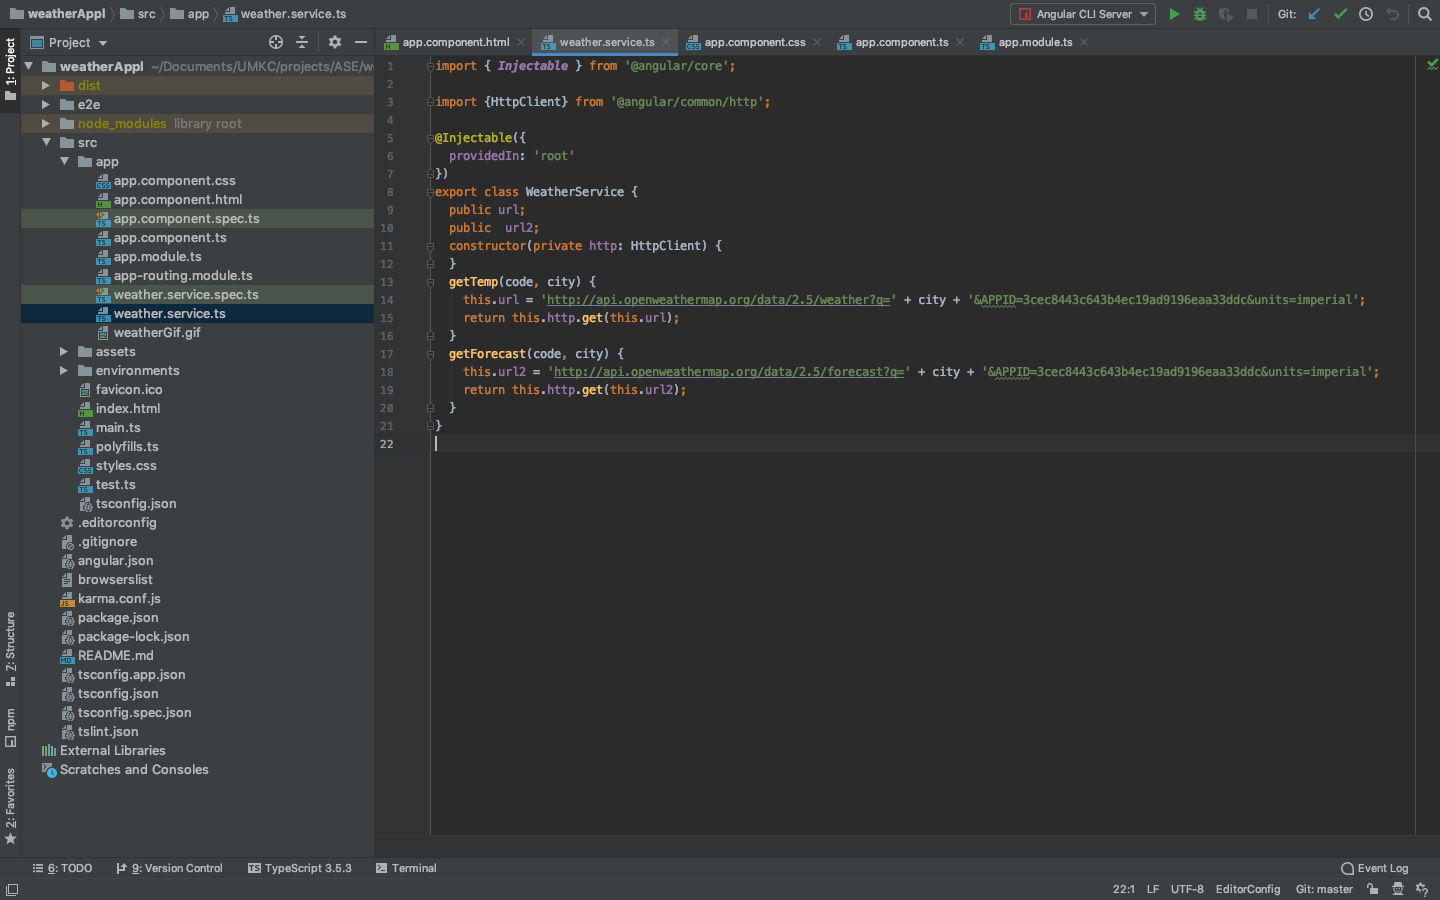 weatherAppl src app weather.service.ts
Angular CLI Server Git:
1: Project
Project
app.component.html weather.service.ts app.component.css app.component.ts app.module.ts
weatherAppl ~/Documents/UMKC/projects/ASE/we
dist
e2e
node_modules library root
src
app
app.component.css
app.component.html
app.component.spec.ts
app.component.ts
app.module.ts
app-routing.module.ts
weather.service.spec.ts
weather.service.ts
weatherGif.gif
assets
environments
favicon.ico
index.html
main.ts
polyfills.ts
styles.css
test.ts
tsconfig.json
.editorconfig
.gitignore
angular.json
browserslist
karma.conf.js
package.json
package-lock.json
README.md
tsconfig.app.json
tsconfig.json
tsconfig.spec.json
tslint.json
External Libraries
Scratches and Consoles
7: Structure
npm
2: Favorites
1 import { Injectable } from '@angular/core';
2
3 import {HttpClient} from '@angular/common/http';
4
5 @Injectable({
6 providedIn: 'root'
7 })
8 export class WeatherService {
9 public url;
10 public  url2;
11 constructor(private http: HttpClient) {
12 }
13 getTemp(code, city) {
14 this.url = 'http://api.openweathermap.org/data/2.5/weather?q=' + city + '&APPID=3cec8443c643b4ec19ad9196eaa33ddc&units=imperial';
15 return this.http.get(this.url);
16 }
17 getForecast(code, city) {
18 this.url2 = 'http://api.openweathermap.org/data/2.5/forecast?q=' + city + '&APPID=3cec8443c643b4ec19ad9196eaa33ddc&units=imperial';
19 return this.http.get(this.url2);
20 }
21 }
22
6: TODO 9: Version Control TypeScript 3.5.3 Terminal Event Log
22:1 LF UTF-8 EditorConfig Git: master